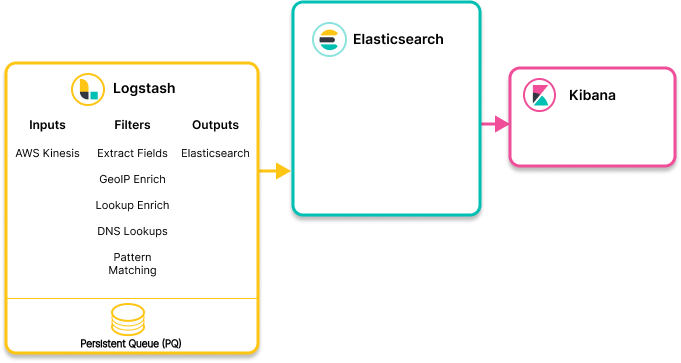 Logstash
Inputs Filters Outputs
AWS Kinesis Extract Fields Elasticsearch
GeoIP Enrich
Lookup Enrich
DNS Lookups
Pattern
Matching
Persistent Queue (PQ)
Elasticsearch
Kibana